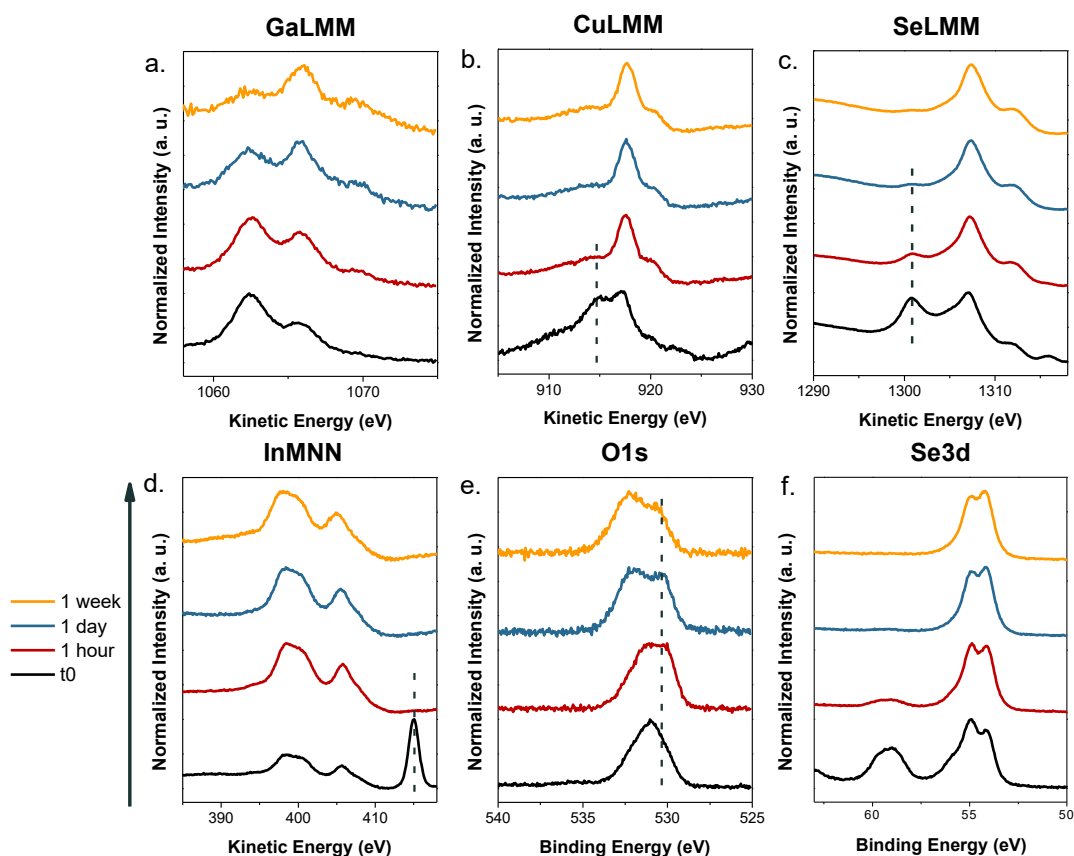 GaLMM
CuLMM
SeLMM
a.
b.
c.
Normalized Intensity (a. u.)
Normalized Intensity (a. u.)
Normalized Intensity (a. u.)
1060
1070
910
920
930
1290
1300
1310
Kinetic Energy (eV)
Kinetic Energy (eV)
Kinetic Energy (eV)
InMNN
O1s
Se3d
d.
e.
f.
Normalized Intensity (a. u.)
Normalized Intensity (a. u.)
Normalized Intensity (a. u.)
1 week
1 day
1 hour
t0
390
400
410
540
535
530
525
60
55
50
Kinetic Energy (eV)
Binding Energy (eV)
Binding Energy (eV)